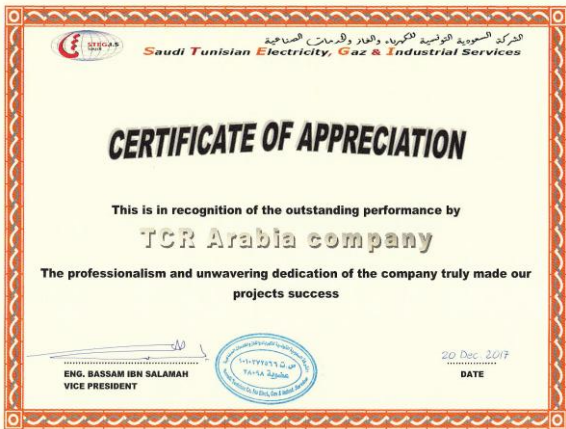 STEG I.S
الشركة السعودية التونسية للكهرباء والغاز والخدمات الصناعية
Saudi Tunisian Electricity, Gaz & Industrial Services
CERTIFICATE OF APPRECIATION
This is in recognition of the outstanding performance by
TCR Arabia company
The professionalism and unwavering dedication of the company truly made our
projects success
ENG. BASSAM IBN SALAMAH
VICE PRESIDENT
20 Dec. 2017
DATE